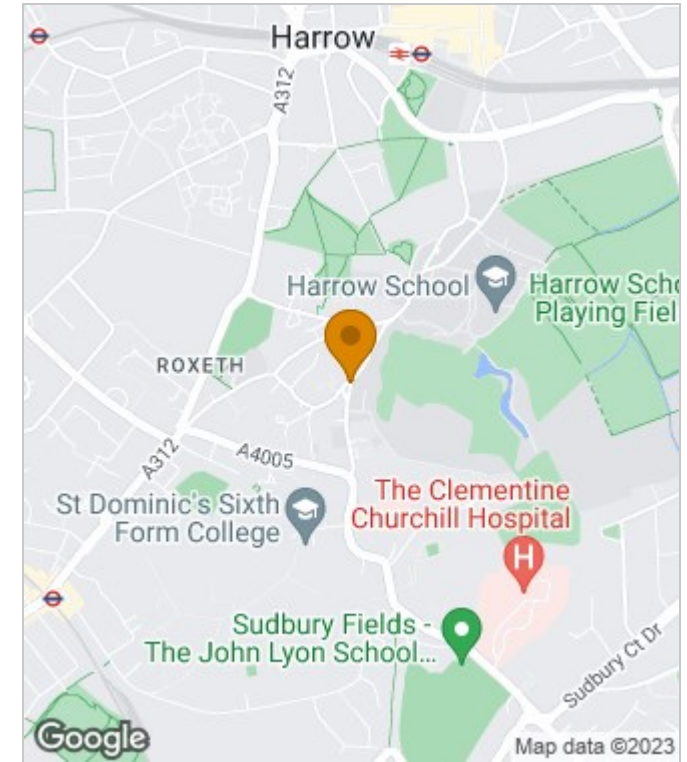 Harrow
A312
Harrow School
Harrow Scho
Playing Fiel
ROXETH
A312
A4005
St Dominic's Sixth
Form College
The Clementine
Churchill Hospital
H
Sudbury Fields -
The John Lyon School...
Sudbury Ct Dr
Google
Map data ©2023